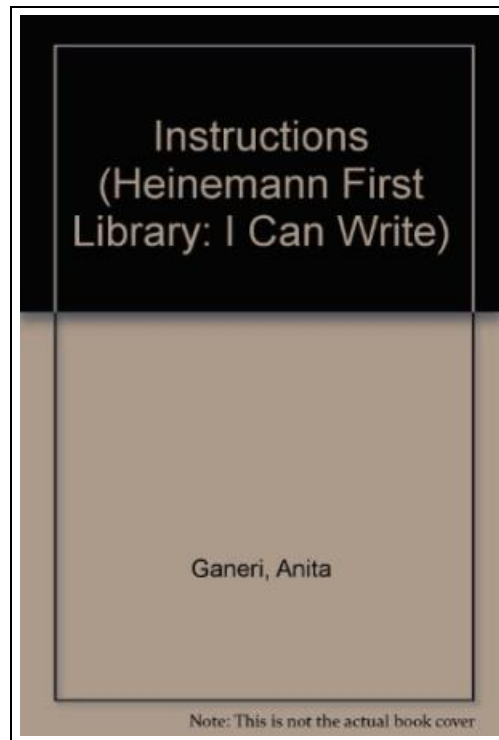 Instructions
(Heinemann First
Library: I Can Write)
Ganeri, Anita
Note: This is not the actual book cover